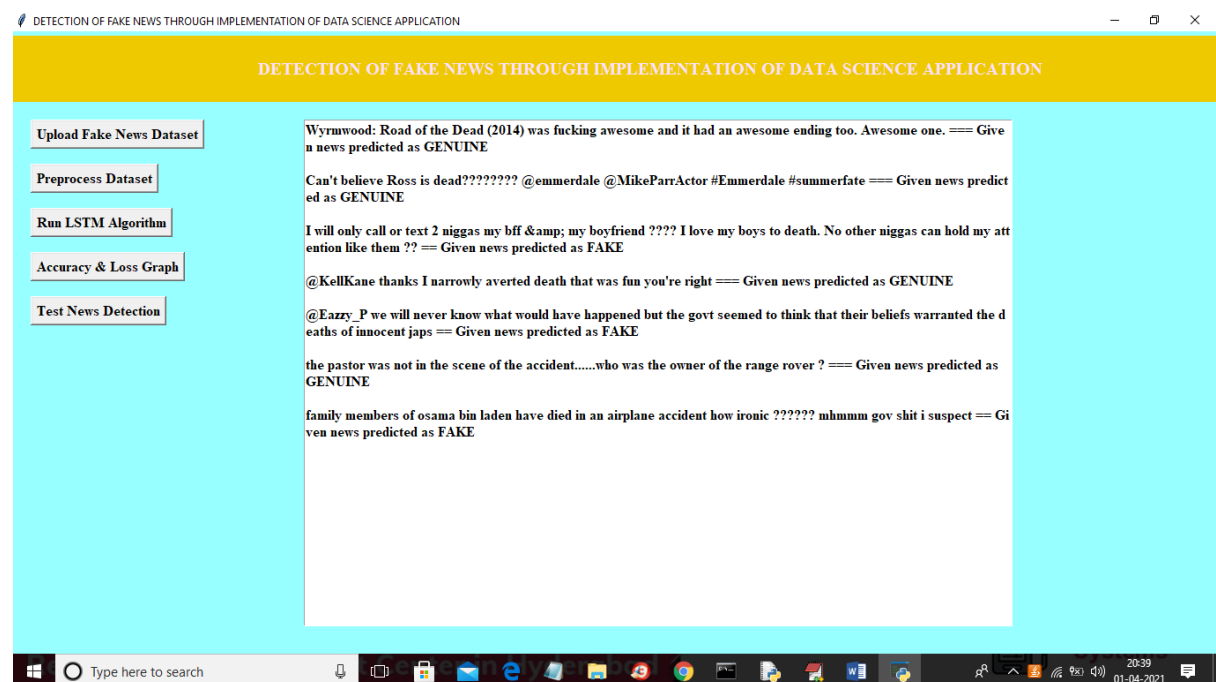 DETECTION OF FAKE NEWS THROUGH IMPLEMENTATION OF DATA SCIENCE APPLICATION
DETECTION OF FAKE NEWS THROUGH IMPLEMENTATION OF DATA SCIENCE APPLICATION
Upload Fake News Dataset
Preprocess Dataset
Run LSTM Algorithm
Accuracy & Loss Graph
Test News Detection
Wyrmwood: Road of the Dead (2014) was fucking awesome and it had an awesome ending too. Awesome one. === Give
n news predicted as GENUINE
Can't believe Ross is dead???????? @emmerdale @MikeParrActor #Emmerdale #summerfate === Given news predict
ed as GENUINE
I will only call or text 2 niggas my bff &amp; my boyfriend ???? I love my boys to death. No other niggas can hold my att
ention like them ?? == Given news predicted as FAKE
@KellKane thanks I narrowly averted death that was fun you're right === Given news predicted as GENUINE
@Eazzy_P we will never know what would have happened but the govt seemed to think that their beliefs warranted the d
eaths of innocent japs == Given news predicted as FAKE
the pastor was not in the scene of the accident......who was the owner of the range rover ? === Given news predicted as
GENUINE
family members of osama bin laden have died in an airplane accident how ironic ?????? mhmmm gov shit i suspect == Gi
ven news predicted as FAKE
Type here to search
20:39
01-04-2021